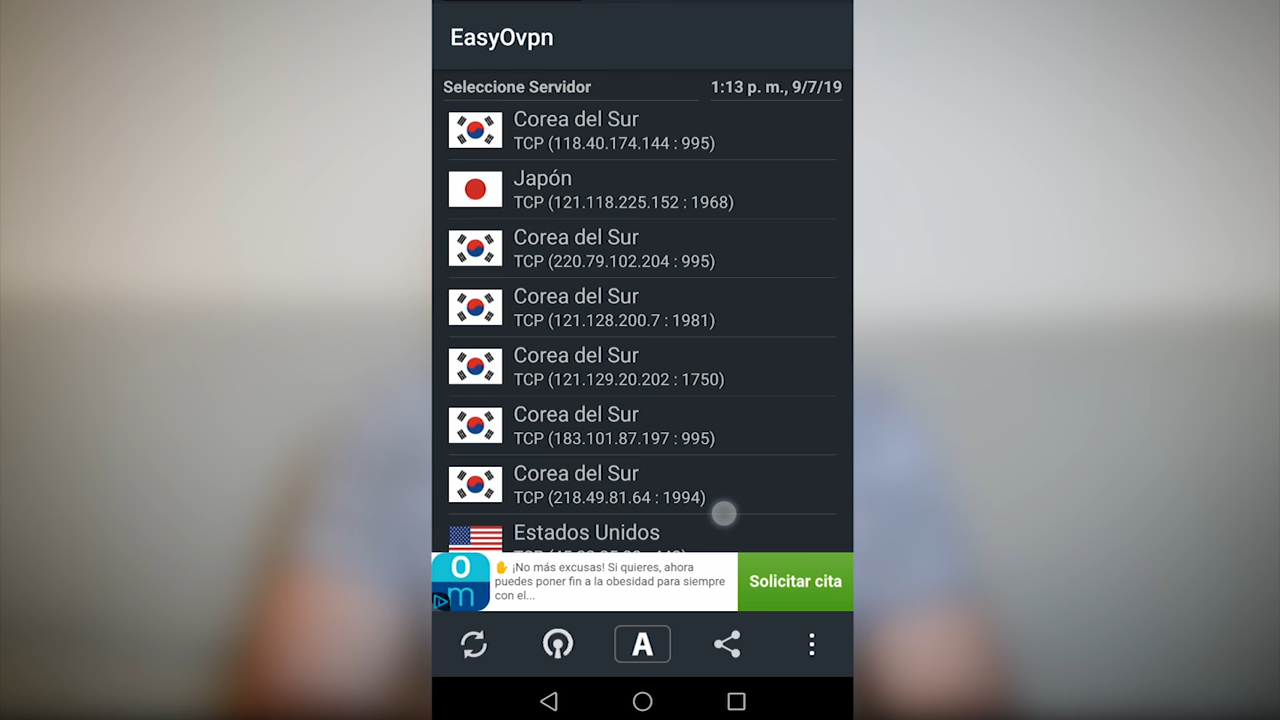 EasyOvpn
Seleccione Servidor
1:13 p. m., 9/7/19
Corea del Sur
TCP (118.40.174.144 : 995)
Japón
TCP (121.118.225.152 : 1968)
Corea del Sur
TCP (220.79.102.204 : 995)
Corea del Sur
TCP (121.128.200.7 : 1981)
Corea del Sur
TCP (121.129.20.202 : 1750)
Corea del Sur
TCP (183.101.87.197 : 995)
Corea del Sur
TCP (218.49.81.64 : 1994)
Estados Unidos
Om
¡No más excusas! Si quieres, ahora
puedes poner fin a la obesidad para siempre
con el...
Solicitar cita
A